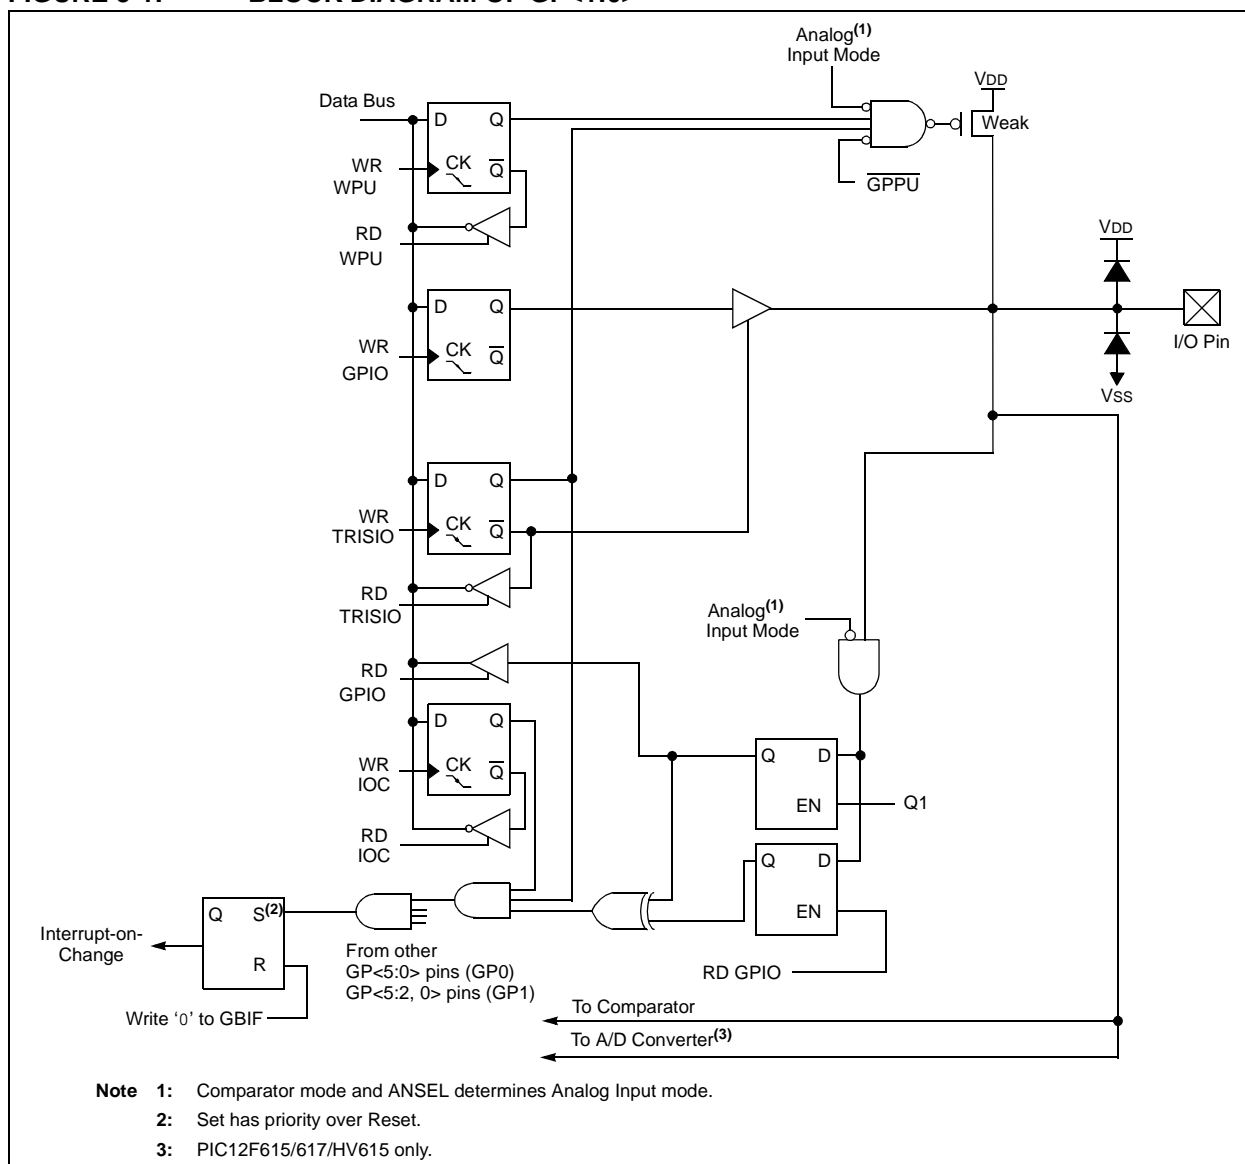 Analog(1)
Input Mode
VDD
Data Bus
D Q
Weak
WR
WPU
CK Q
GPPU
RD
WPU
VDD
D Q
WR
GPIO
CK Q
I/O Pin
VSS
D Q
WR
TRISIO
CK Q
RD
TRISIO
Analog(1)
Input Mode
RD
GPIO
D Q
Q D
WR
IOC
CK Q
EN
Q1
RD
IOC
Q D
Q S(2)
EN
Interrupt-on-
Change
R
From other
GP<5:0> pins (GP0)
GP<5:2, 0> pins (GP1)
RD GPIO
Write ‘0’ to GBIF
To Comparator
To A/D Converter(3)
Note 1: Comparator mode and ANSEL determines Analog Input mode.
2: Set has priority over Reset.
3: PIC12F615/617/HV615 only.